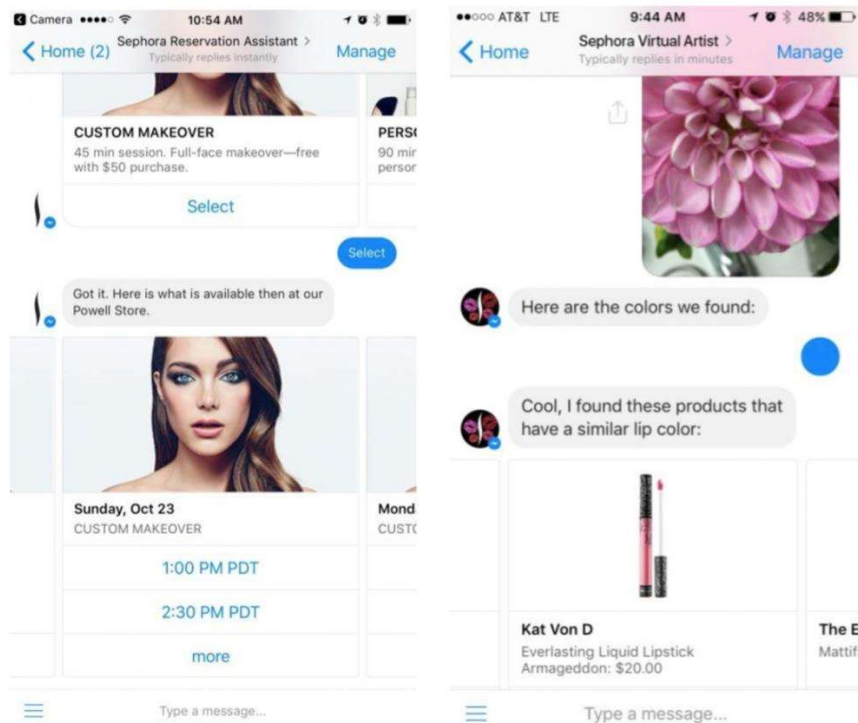 Camera
10:54 AM
Home (2)
Sephora Reservation Assistant >
Typically replies instantly
Manage
CUSTOM MAKEOVER
45 min session. Full-face makeover—free
with $50 purchase.
Select
90 min
Select
Got it. Here is what is available then at our
Powell Store.
Sunday, Oct 23
CUSTOM MAKEOVER
1:00 PM PDT
2:30 PM PDT
more
Type a message...
AT&T LTE
9:44 AM
48%
Home
Sephora Virtual Artist >
Typically replies in minutes
Manage
Here are the colors we found:
Cool, I found these products that
have a similar lip color:
Kat Von D
Everlasting Liquid Lipstick
Armageddon: $20.00
The E
Mattif
Type a message...